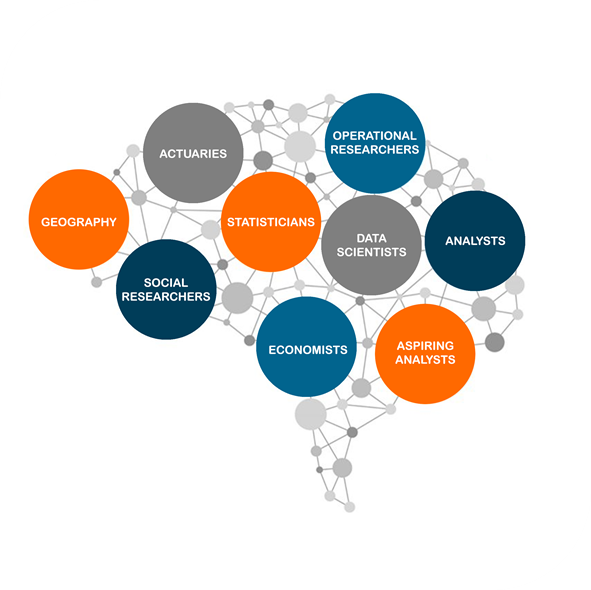 OPERATIONAL
RESEARCHERS
ACTUARIES
GEOGRAPHY
STATISTICIANS
DATA
SCIENTISTS
ANALYSTS
SOCIAL
RESEARCHERS
ECONOMISTS
ASPIRING
ANALYSTS